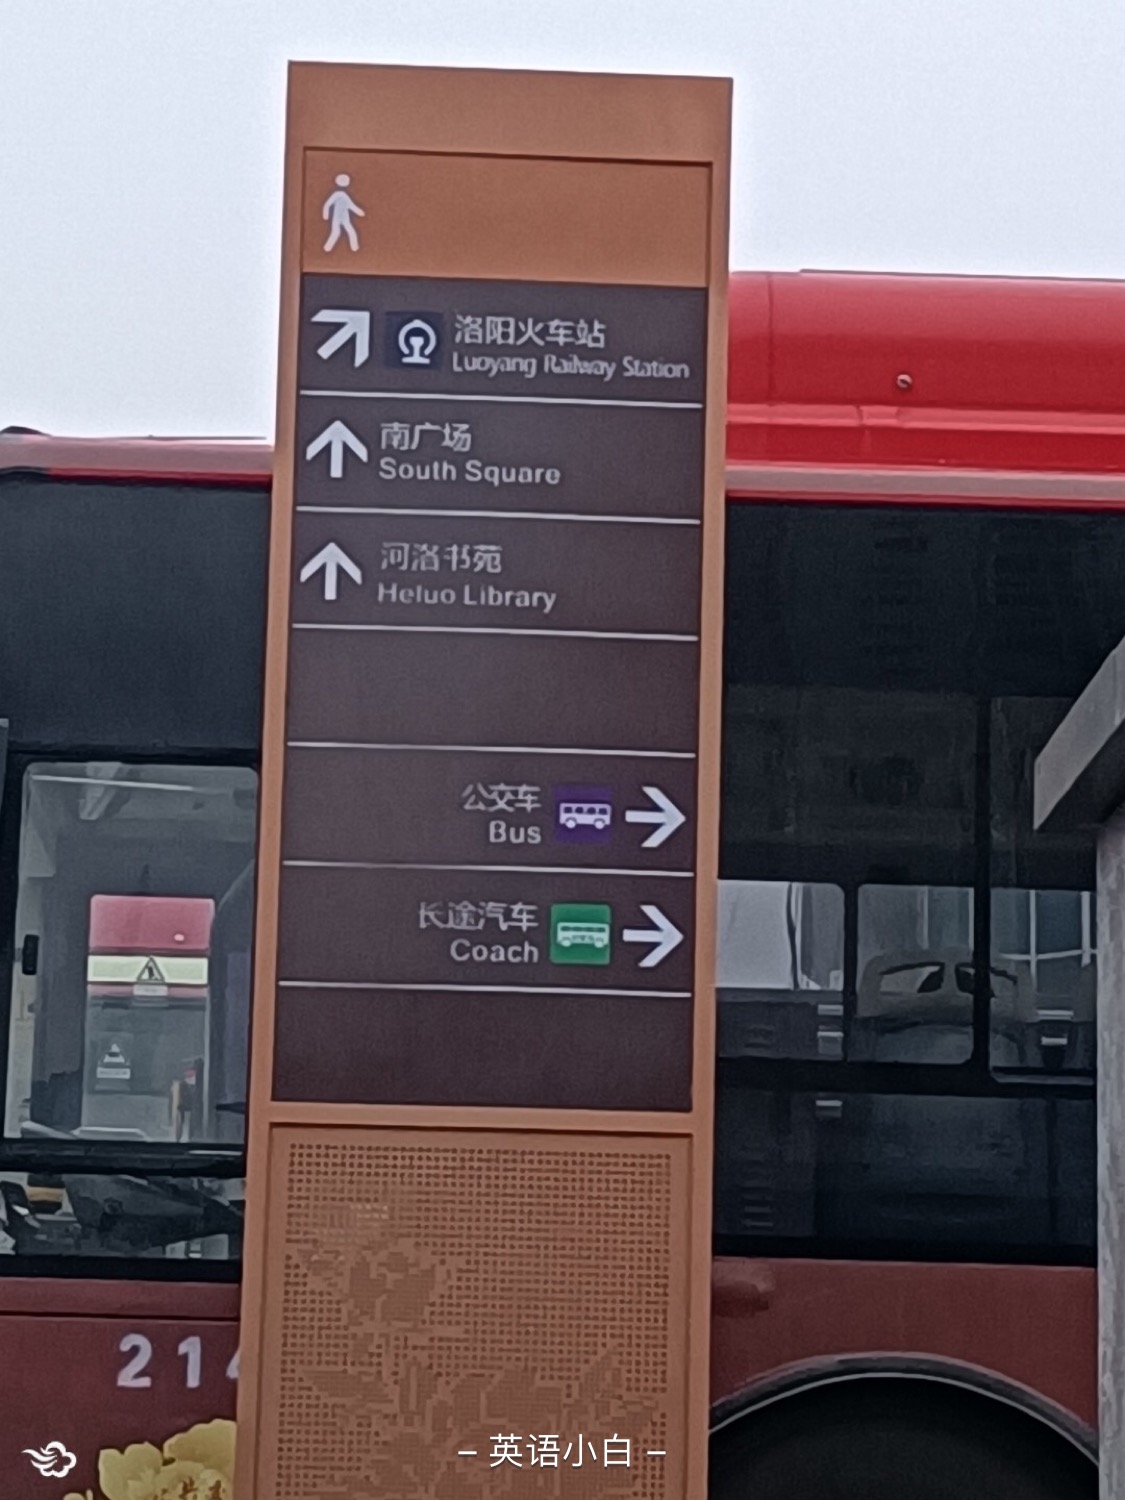 洛阳火车站
Luoyang Railway Station
南广场
South Square
河洛书苑
Heluo Library
公交车
Bus
长途汽车
Coach
214
– 英语小白 –